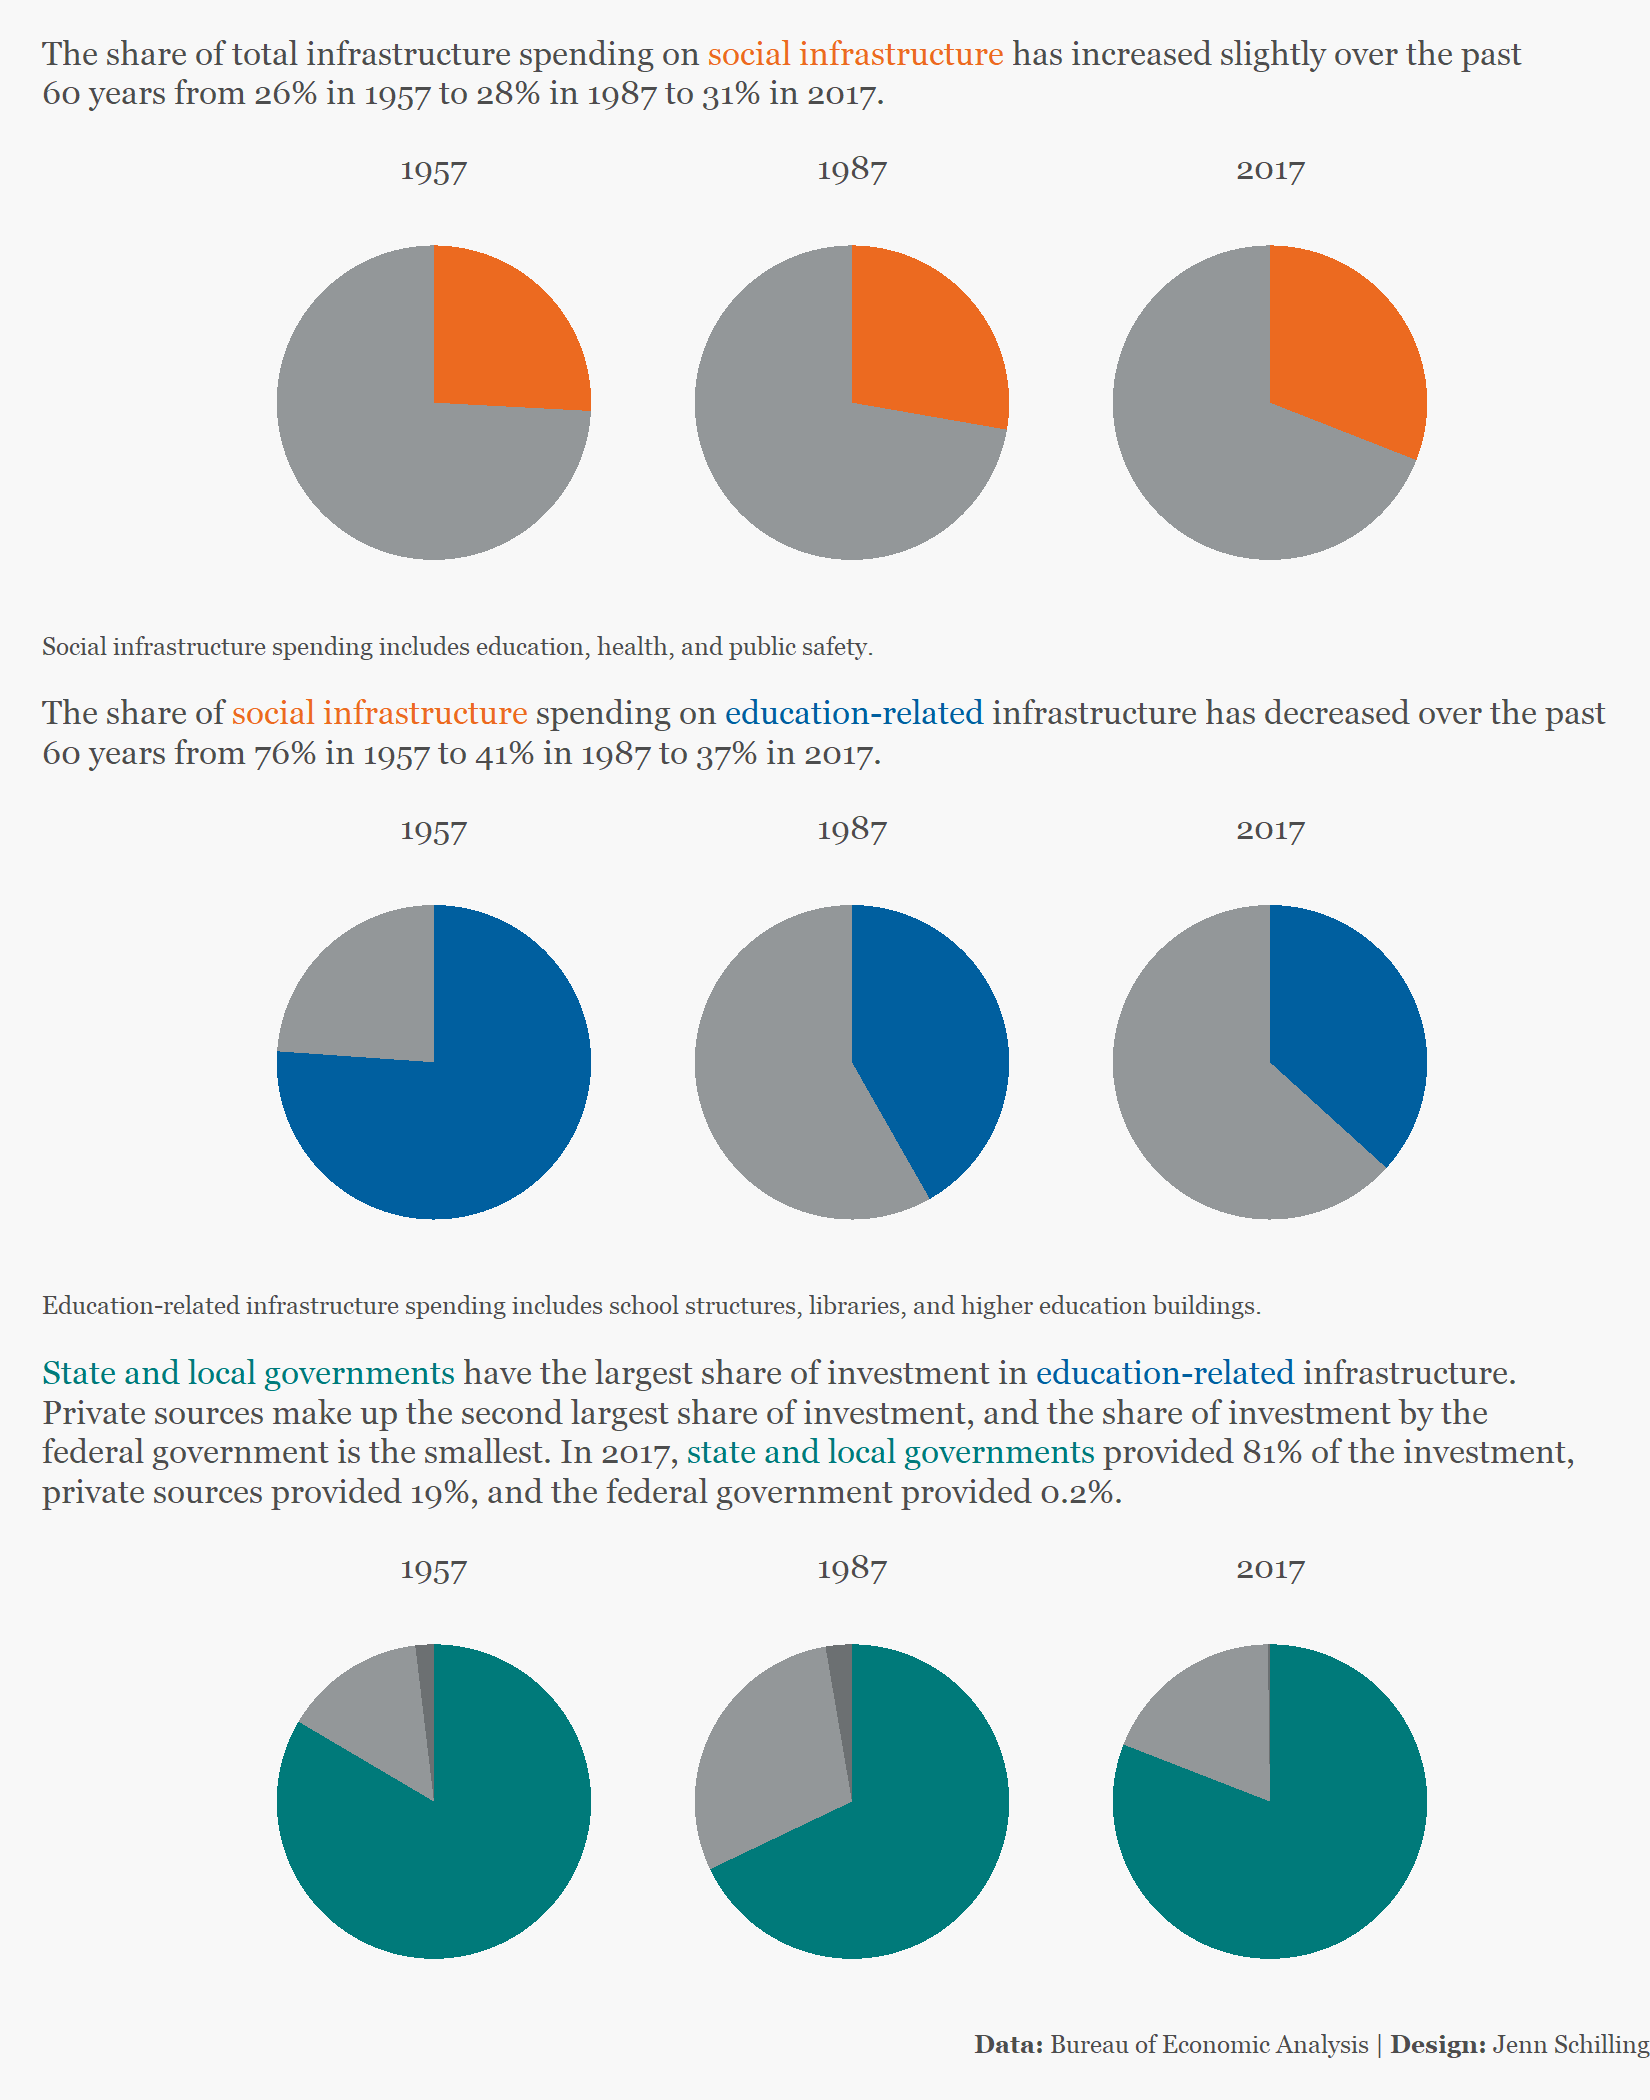 The share of total infrastructure spending on social infrastructure has increased slightly over the past
60 years from 26% in 1957 to 28% in 1987 to 31% in 2017.
1957 1987 2017
Social infrastructure spending includes education, health, and public safety.
The share of social infrastructure spending on education-related infrastructure has decreased over the past
60 years from 76% in 1957 to 41% in 1987 to 37% in 2017.
1957 1987 2017
Education-related infrastructure spending includes school structures, libraries, and higher education buildings.
State and local governments have the largest share of investment in education-related infrastructure.
Private sources make up the second largest share of investment, and the share of investment by the
federal government is the smallest. In 2017, state and local governments provided 81% of the investment,
private sources provided 19%, and the federal government provided 0.2%.
1957 1987 2017
Data: Bureau of Economic Analysis | Design: Jenn Schilling